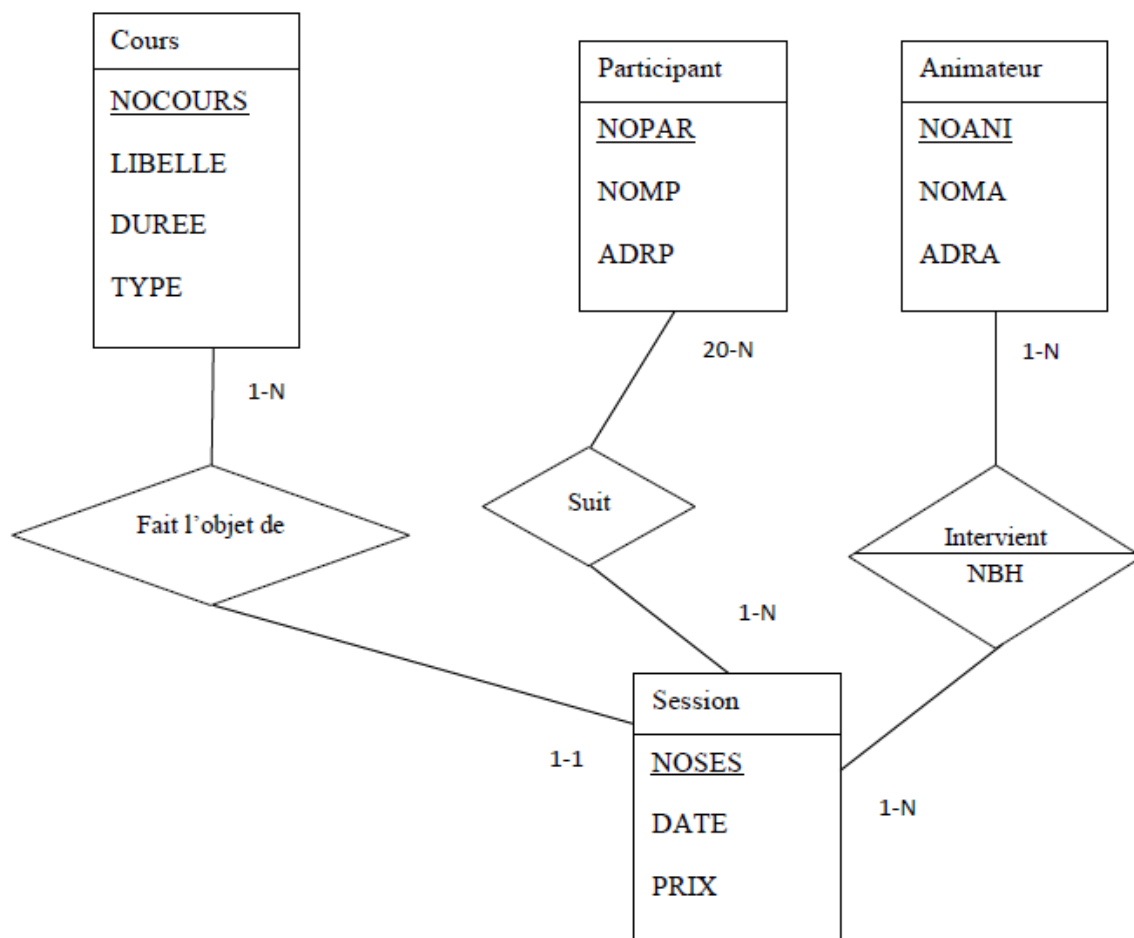 Cours
NOCOURS
LIBELLE
DUREE
TYPE
Participant
NOPAR
NOMP
ADRP
Animateur
NOANI
NOMA
ADRA
1-N
20-N
1-N
Fait l'objet de
Suit
Intervient
NBH
1-N
1-1
1-N
Session
NOSES
DATE
PRIX